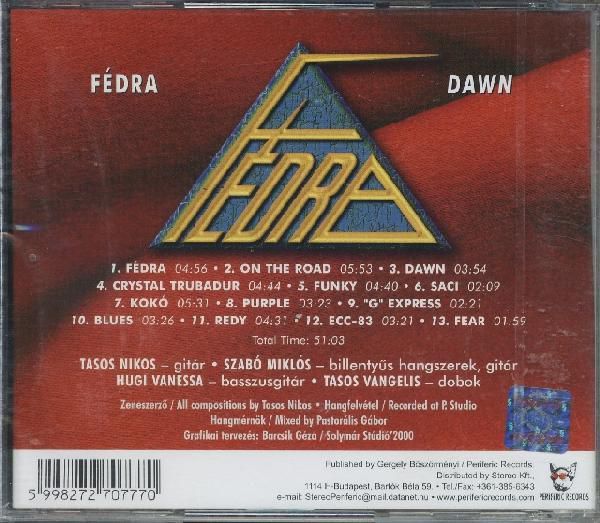 FÉDRA DAWN
FÉDRA
1. FÉDRA 04:56 • 2. ON THE ROAD 05:53 • 3. DAWN 03:54
4. CRYSTAL TRUBADUR 04:44 • 5. FUNKY 04:40 • 6. SACI 02:09
7. KOKÓ 05:31 • 8. PURPLE 03:23 • 9. "G" EXPRESS 02:21
10. BLUES 03:26 • 11. REDY 04:31 • 12. ECC-83 03:21 • 13. FEAR 01:59
Total Time: 51:03
TASOS NIKOS – gitár • SZABÓ MIKLÓS – billentyűs hangszerek, gitár
HUGI VANESSA – basszusgitár • TASOS VANGELIS – dobok
Zeneszerző / All compositions by Tasos Nikos • Hangfelvétel / Recorded at P. Studio
Hangmérnök / Mixed by Pastorális Gábor
Grafikai tervezés: Barcsik Géza / Solymár Stúdió'2000
Published by Gergely Böszörményi / Periferic Records,
Distributed by Stereo Kft.,
1114 H-Budapest, Bartók Béla 59. • Tel./Fax: +361-385-6343
e-mail: StereoPeriferic@mail.datanet.hu • www.perifericrecords.com
PERIFERIC RECORDS
5 998272 707770